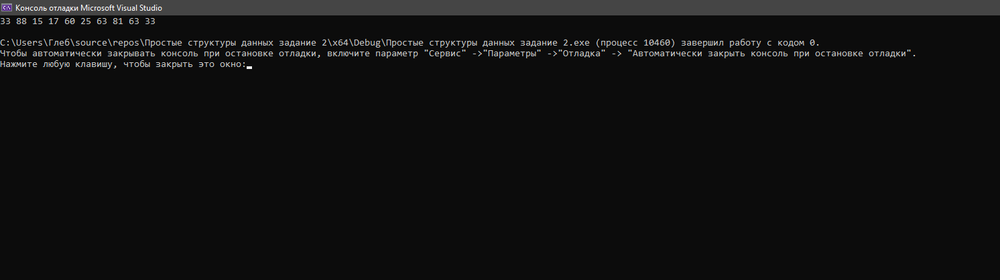 Консоль отладки Microsoft Visual Studio
33 88 15 17 60 25 63 81 63 33
C:\Users\Глеб\source\repos\Простые структуры данных задание 2\x64\Debug\Простые структуры данных задание 2.exe (процесс 10460) завершил работу с кодом 0.
Чтобы автоматически закрывать консоль при остановке отладки, включите параметр "Сервис" ->"Параметры" ->"Отладка" -> "Автоматически закрыть консоль при остановке отладки".
Нажмите любую клавишу, чтобы закрыть это окно: